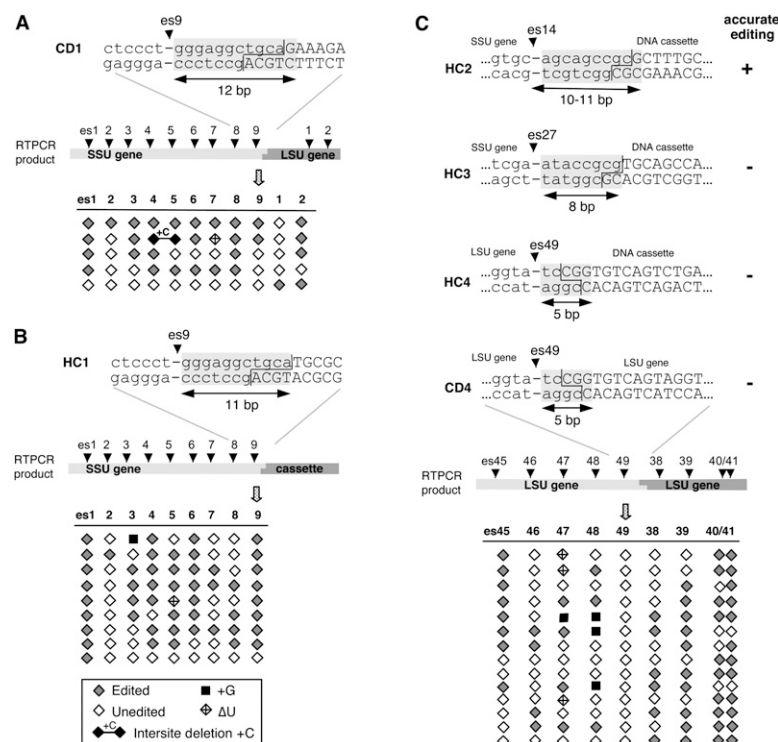 A
es9
CD1
ctccct-gggaggctgcaGAAAGA
gaggga-ccctccgACGTCTTTCT
12 bp
es1 2 3 4 5 6 7 8 9 1 2
RTPCR product
SSU gene
LSU gene
es1 2 3 4 5 6 7 8 9 1 2
+C
B
es9
HC1
ctccct-gggaggctgcaTGCGC
gaggga-ccctccgACGTACGCG
11 bp
es1 2 3 4 5 6 7 8 9
RTPCR product
SSU gene
cassette
es1 2 3 4 5 6 7 8 9
Edited
+G
Unedited
ΔU
+C
Intersite deletion +C
C
accurate editing
es14
SSU gene
DNA cassette
HC2
...gtgc-agcagccgcGCTTTGC...
...cacg-tcgtcggCGCGAAACG...
10-11 bp
+
es27
SSU gene
DNA cassette
HC3
...tcga-ataccgcgTGCAGCCA...
...agct-tatggcGCACGTCGGT...
8 bp
-
es49
LSU gene
DNA cassette
HC4
...ggta-tcCGGTGTCAGTCTGA...
...ccat-aggcCACAGTCAGACT...
5 bp
-
es49
LSU gene
LSU gene
CD4
...ggta-tcCGGTGTCAGTAGGT...
...ccat-aggcCACAGTCATCCA...
5 bp
-
es45 46 47 48 49 38 39 40/41
RTPCR product
LSU gene
LSU gene
es45 46 47 48 49 38 39 40/41